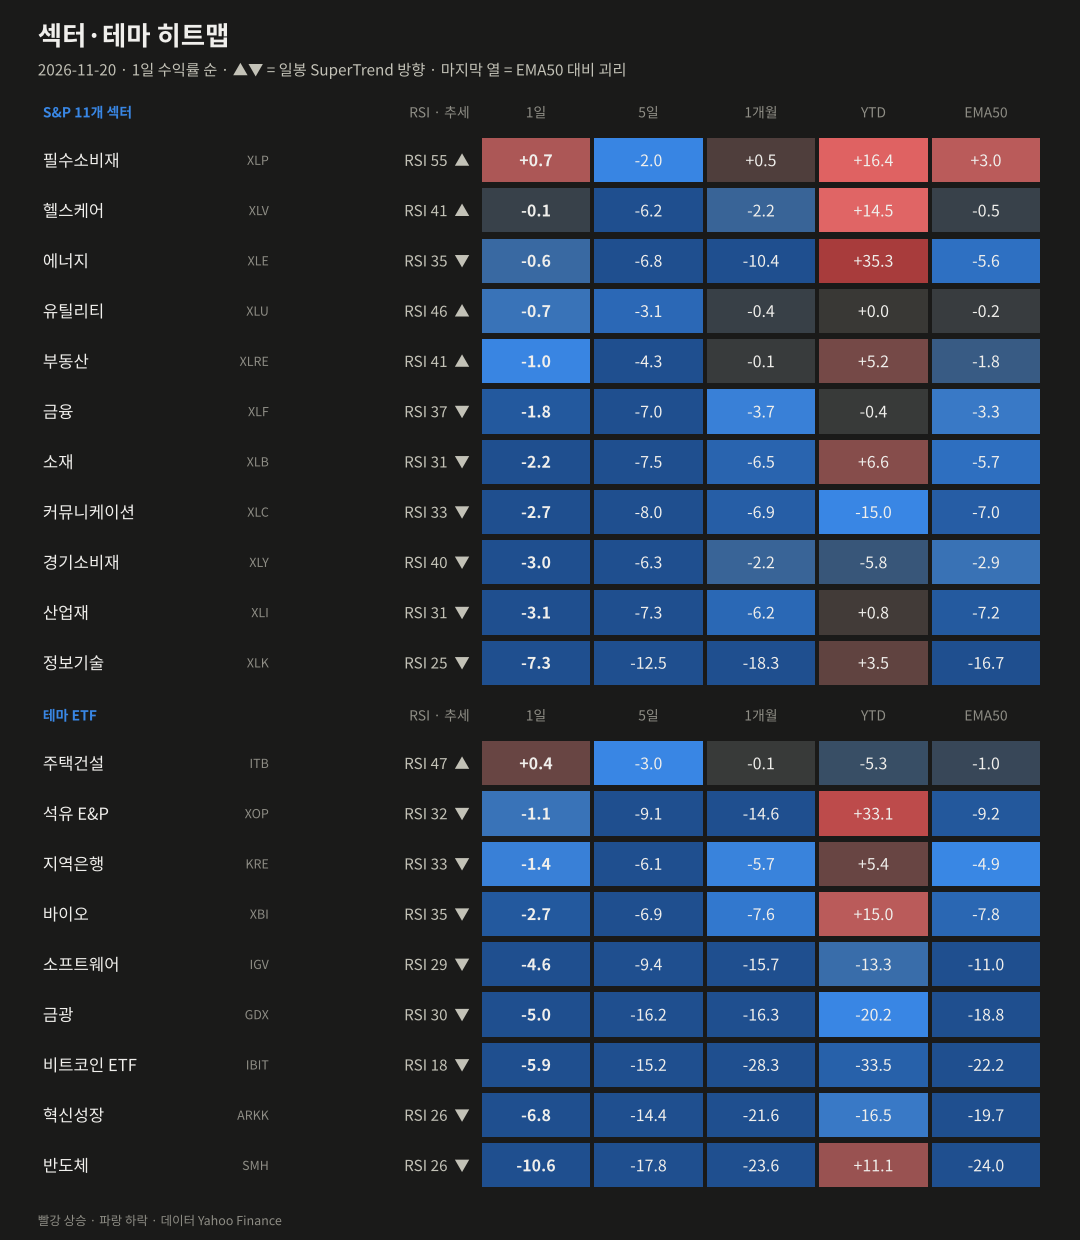 섹터·테마 히트맵
2026-11-20 · 1일 수익률 순 · ▲▼ = 일봉 SuperTrend 방향 · 마지막 열 = EMA50 대비 괴리
S&P 11개 섹터 RSI · 추세 1일 5일 1개월 YTD EMA50
필수소비재 XLP RSI 55 ▲ +0.7 -2.0 +0.5 +16.4 +3.0
헬스케어 XLV RSI 41 ▲ -0.1 -6.2 -2.2 +14.5 -0.5
에너지 XLE RSI 35 ▼ -0.6 -6.8 -10.4 +35.3 -5.6
유틸리티 XLU RSI 46 ▲ -0.7 -3.1 -0.4 +0.0 -0.2
부동산 XLRE RSI 41 ▲ -1.0 -4.3 -0.1 +5.2 -1.8
금융 XLF RSI 37 ▼ -1.8 -7.0 -3.7 -0.4 -3.3
소재 XLB RSI 31 ▼ -2.2 -7.5 -6.5 +6.6 -5.7
커뮤니케이션 XLC RSI 33 ▼ -2.7 -8.0 -6.9 -15.0 -7.0
경기소비재 XLY RSI 40 ▼ -3.0 -6.3 -2.2 -5.8 -2.9
산업재 XLI RSI 31 ▼ -3.1 -7.3 -6.2 +0.8 -7.2
정보기술 XLK RSI 25 ▼ -7.3 -12.5 -18.3 +3.5 -16.7
테마 ETF RSI · 추세 1일 5일 1개월 YTD EMA50
주택건설 ITB RSI 47 ▲ +0.4 -3.0 -0.1 -5.3 -1.0
석유 E&P XOP RSI 32 ▼ -1.1 -9.1 -14.6 +33.1 -9.2
지역은행 KRE RSI 33 ▼ -1.4 -6.1 -5.7 +5.4 -4.9
바이오 XBI RSI 35 ▼ -2.7 -6.9 -7.6 +15.0 -7.8
소프트웨어 IGV RSI 29 ▼ -4.6 -9.4 -15.7 -13.3 -11.0
금광 GDX RSI 30 ▼ -5.0 -16.2 -16.3 -20.2 -18.8
비트코인 ETF IBIT RSI 18 ▼ -5.9 -15.2 -28.3 -33.5 -22.2
혁신성장 ARKK RSI 26 ▼ -6.8 -14.4 -21.6 -16.5 -19.7
반도체 SMH RSI 26 ▼ -10.6 -17.8 -23.6 +11.1 -24.0
빨강 상승 · 파랑 하락 · 데이터 Yahoo Finance